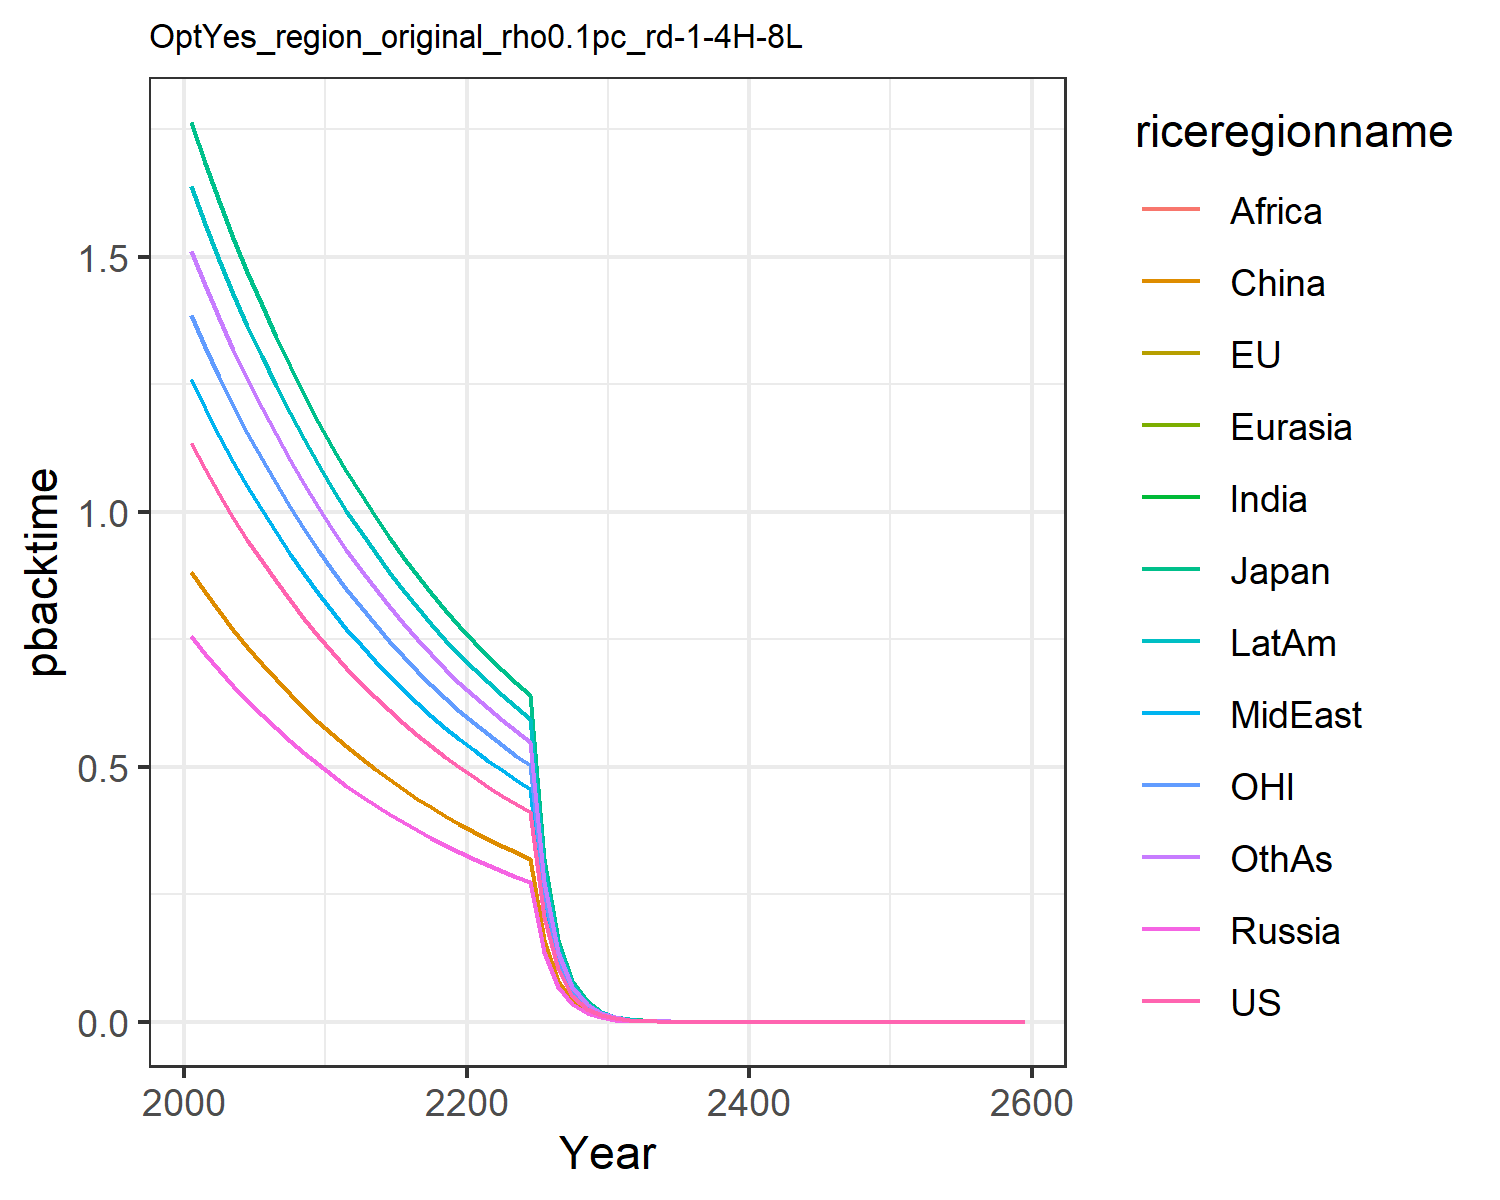 OptYes_region_original_rho0.1pc_rd-1-4H-8L
pbacktime
1.5
1.0
0.5
0.0
2000
2200
2400
2600
Year
riceregionname
Africa
China
EU
Eurasia
India
Japan
LatAm
MidEast
OHI
OthAs
Russia
US